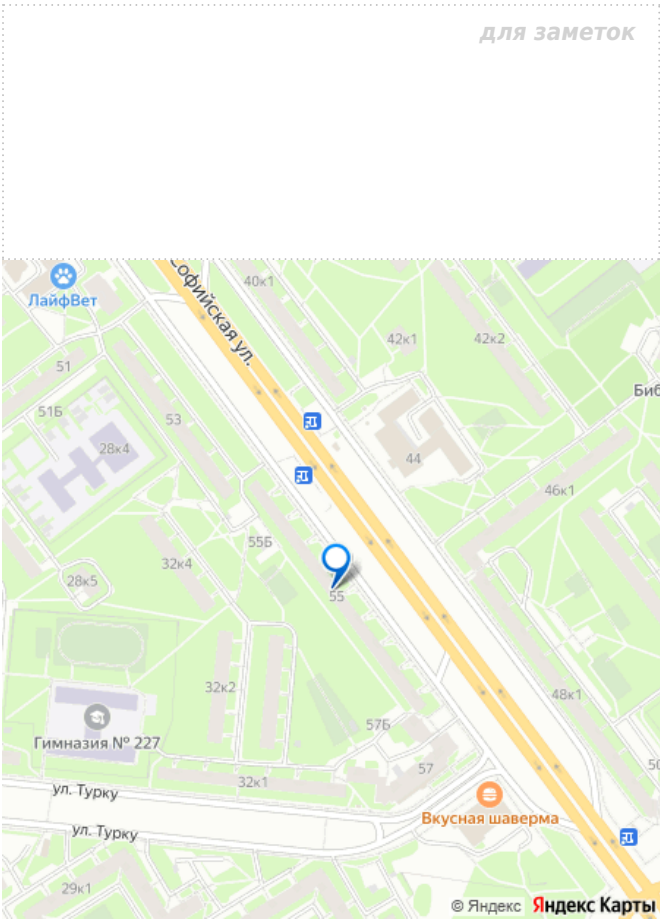 для заметок
Софийская ул.
40к1
ЛайфВет
42к1
42к2
51
Биб
51Б
53
28к4
44
46к1
55Б
32к4
28к5
55
32к2
48к1
57Б
Гимназия № 227
50
57
32к1
ул. Турку
Вкусная шаверма
ул. Турку
29к1
© Яндекс Яндекс Карты